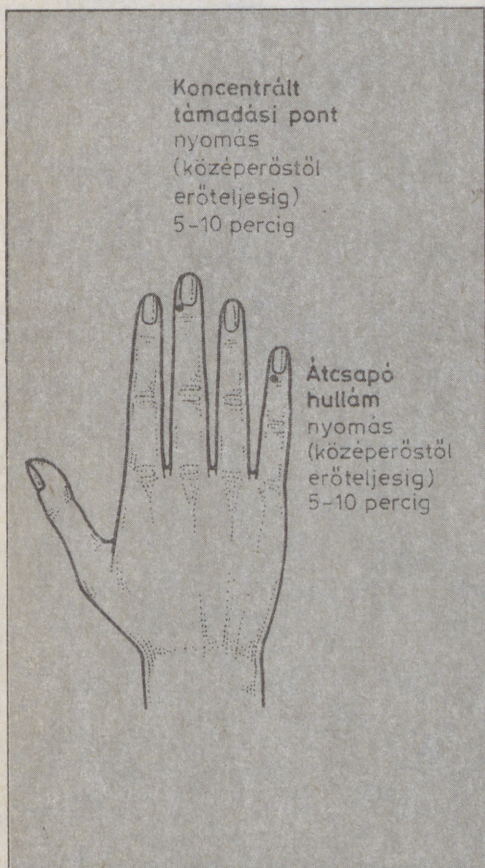 Koncentrált
támadási pont
nyomás
(középerőstől
erőteljesig)
5-10 percig
Átcsapó
hullám
nyomás
(középerőstől
erőteljesig)
5-10 percig